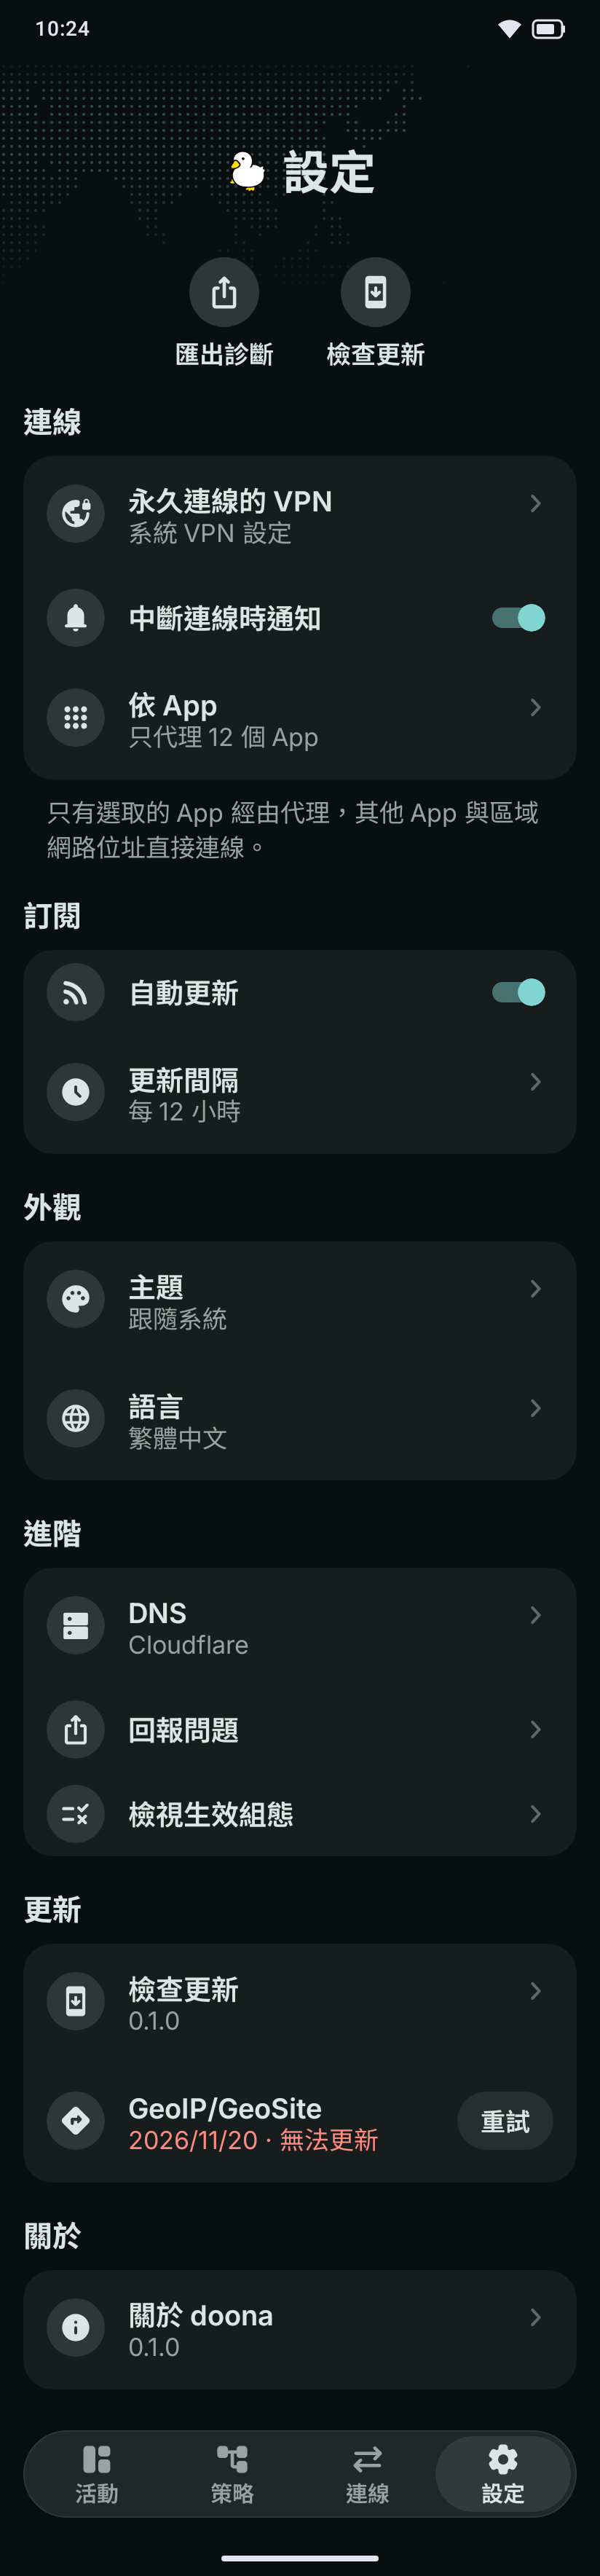 10:24
設定
匯出診斷
檢查更新
連線
永久連線的 VPN
系統 VPN 設定
中斷連線時通知
依 App
只代理 12 個 App
只有選取的 App 經由代理，其他 App 與區域
網路位址直接連線。
訂閱
自動更新
更新間隔
每 12 小時
外觀
主題
跟隨系統
語言
繁體中文
進階
DNS
Cloudflare
回報問題
檢視生效組態
更新
檢查更新
0.1.0
GeoIP/GeoSite
2026/11/20 · 無法更新
重試
關於
關於 doona
0.1.0
活動
策略
連線
設定